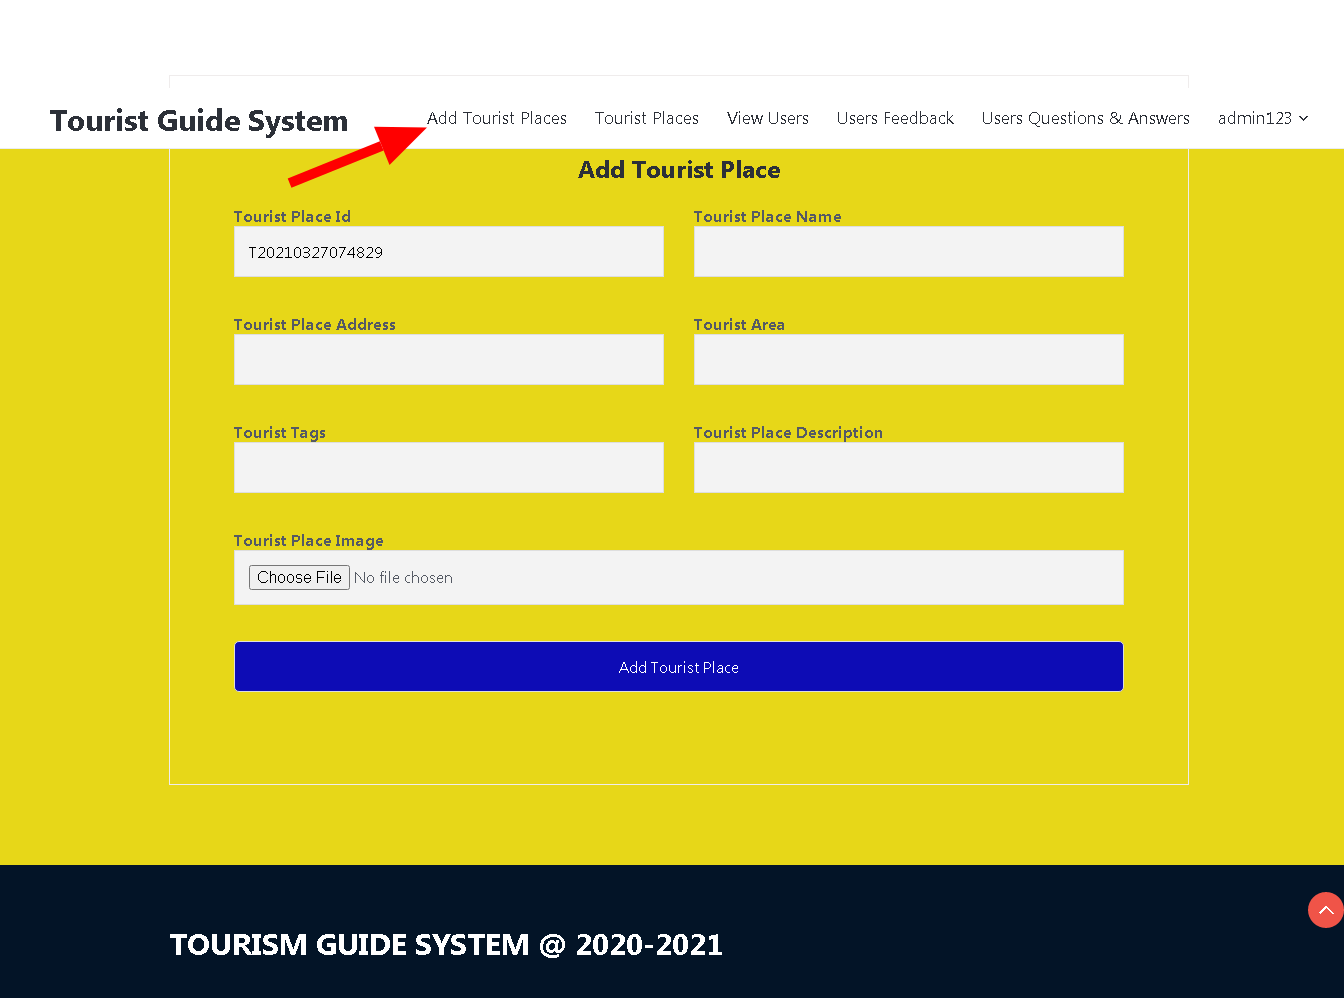 Tourist Guide System
Add Tourist Places Tourist Places View Users Users Feedback Users Questions & Answers admin123
Add Tourist Place
Tourist Place Id Tourist Place Name
T20210327074829
Tourist Place Address Tourist Area
Tourist Tags Tourist Place Description
Tourist Place Image
Choose File No file chosen
Add Tourist Place
TOURISM GUIDE SYSTEM @ 2020-2021